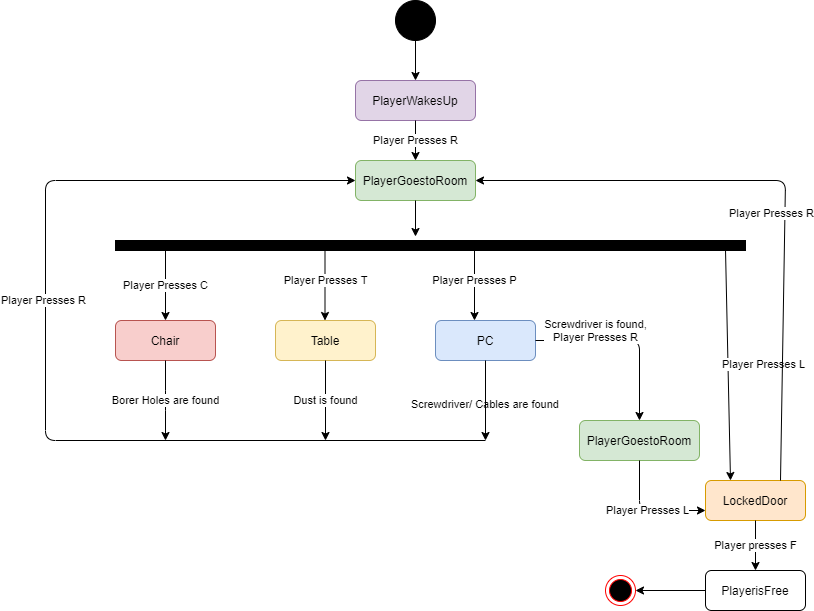 PlayerWakesUp
Player Presses R
PlayerGoestoRoom
Player Presses R
Player Presses C
Player Presses T
Player Presses P
Player Presses R
Screwdriver is found,
Player Presses R
Chair
Table
PC
Player Presses L
Borer Holes are found
Dust is found
Screwdriver/ Cables are found
PlayerGoestoRoom
LockedDoor
Player Presses L
Player presses F
PlayerisFree